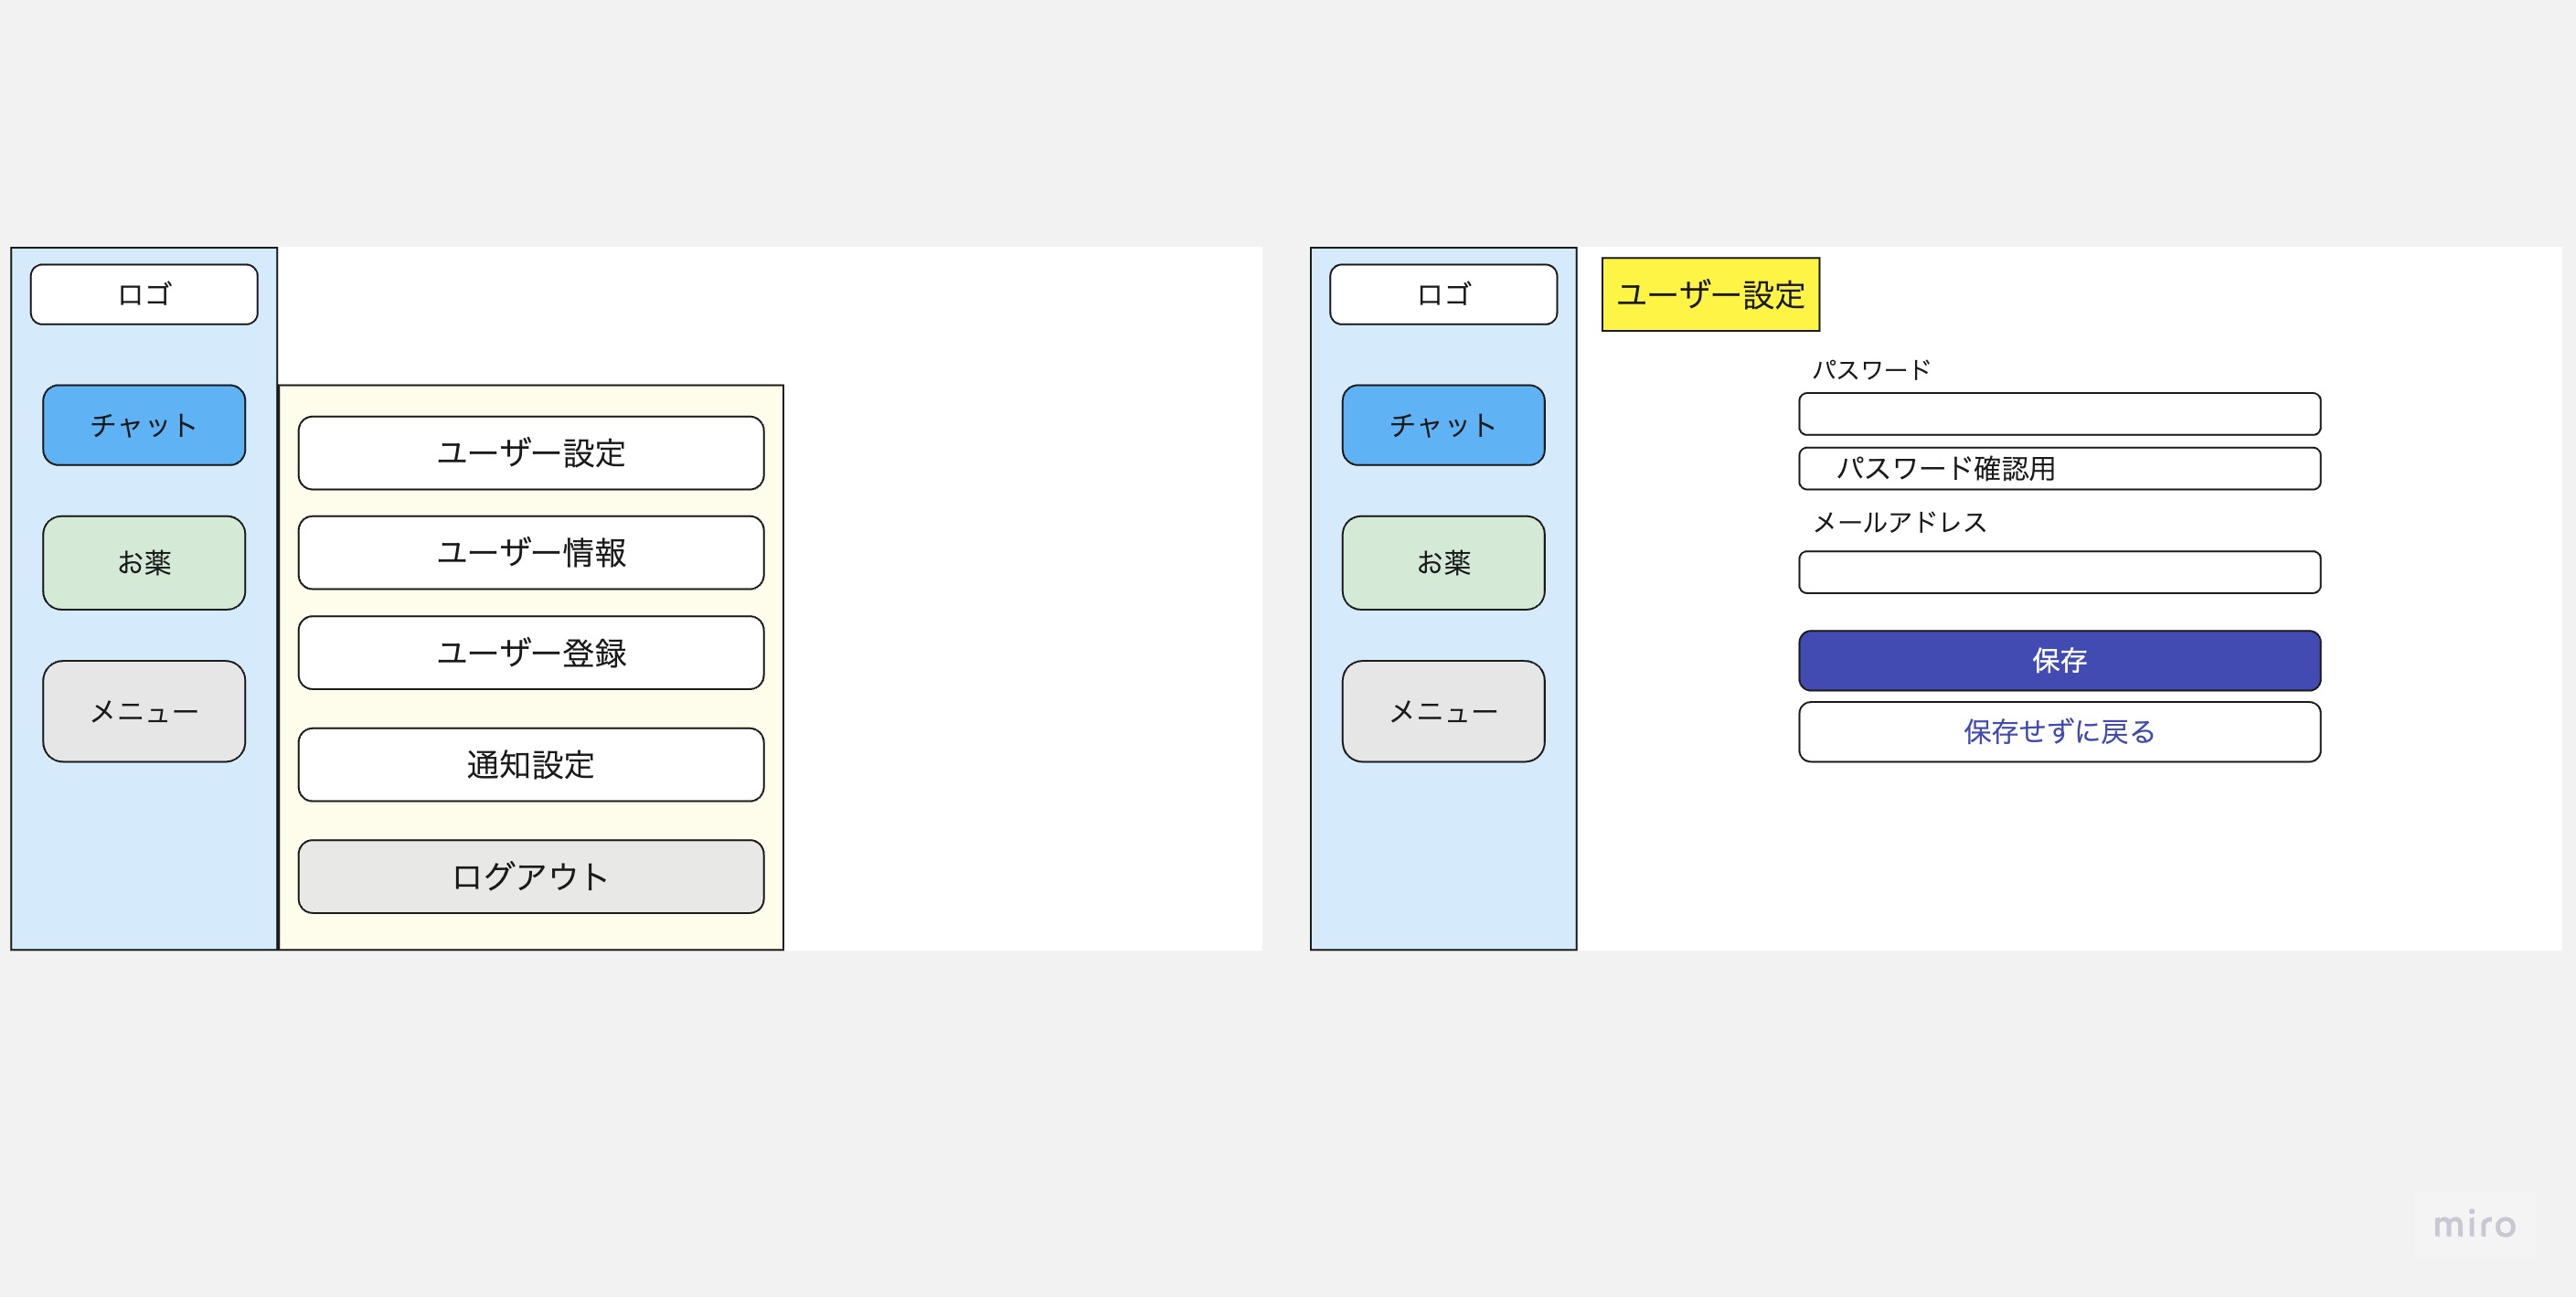 ロゴ
チャット
お薬
メニュー
ユーザー設定
ユーザー情報
ユーザー登録
通知設定
ログアウト
ロゴ
チャット
お薬
メニュー
ユーザー設定
パスワード
パスワード確認用
メールアドレス
保存
保存せずに戻る
miro